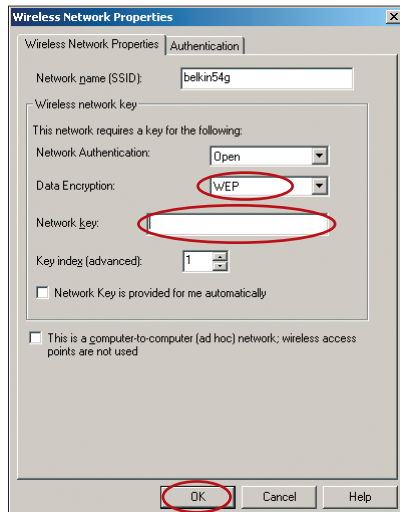 Wireless Network Properties
Wireless Network Properties Authentication
Network name (SSID): belkin54g
Wireless network key
This network requires a key for the following:
Network Authentication: Open
Data Encryption: WEP
Network key:
Key index (advanced): 1
Network Key is provided for me automatically
This is a computer-to-computer (ad hoc) network; wireless access
points are not used
OK Cancel Help